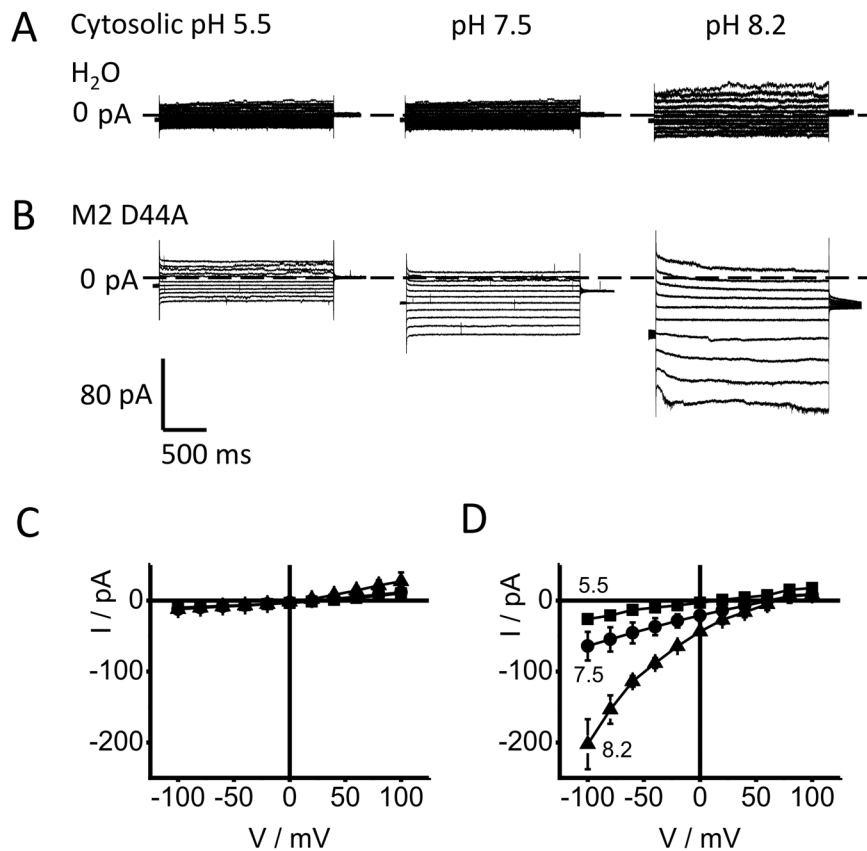 A Cytosolic pH 5.5 pH 7.5 pH 8.2
H₂O
0 pA
B M2 D44A
0 pA
80 pA
500 ms
C D
I / pA
0
-100
-200
-100 -50 0 50 100
V / mV
I / pA
0
-100
-200
5.5
7.5
8.2
-100 -50 0 50 100
V / mV